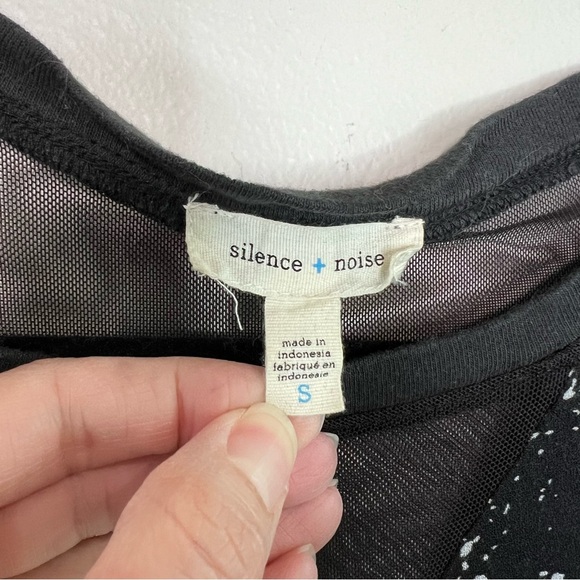 silence + noise
made in
indonesia
fabriqué en
indonesie
S